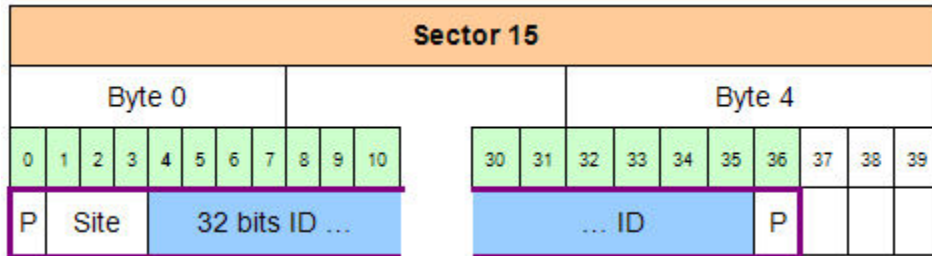 Sector 15
Byte 0 Byte 4
0 1 2 3 4 5 6 7 8 9 10 30 31 32 33 34 35 36 37 38 39
P Site 32 bits ID ... ... ID P